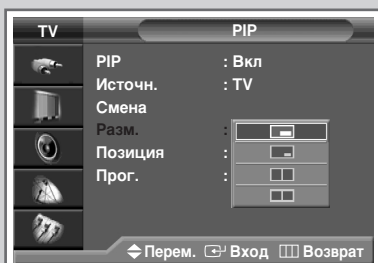 TV PIP
PIP : Вкл
Источн. : TV
Смена
Разм. :
Позиция :
Прог. :
Перем. Вход Возврат